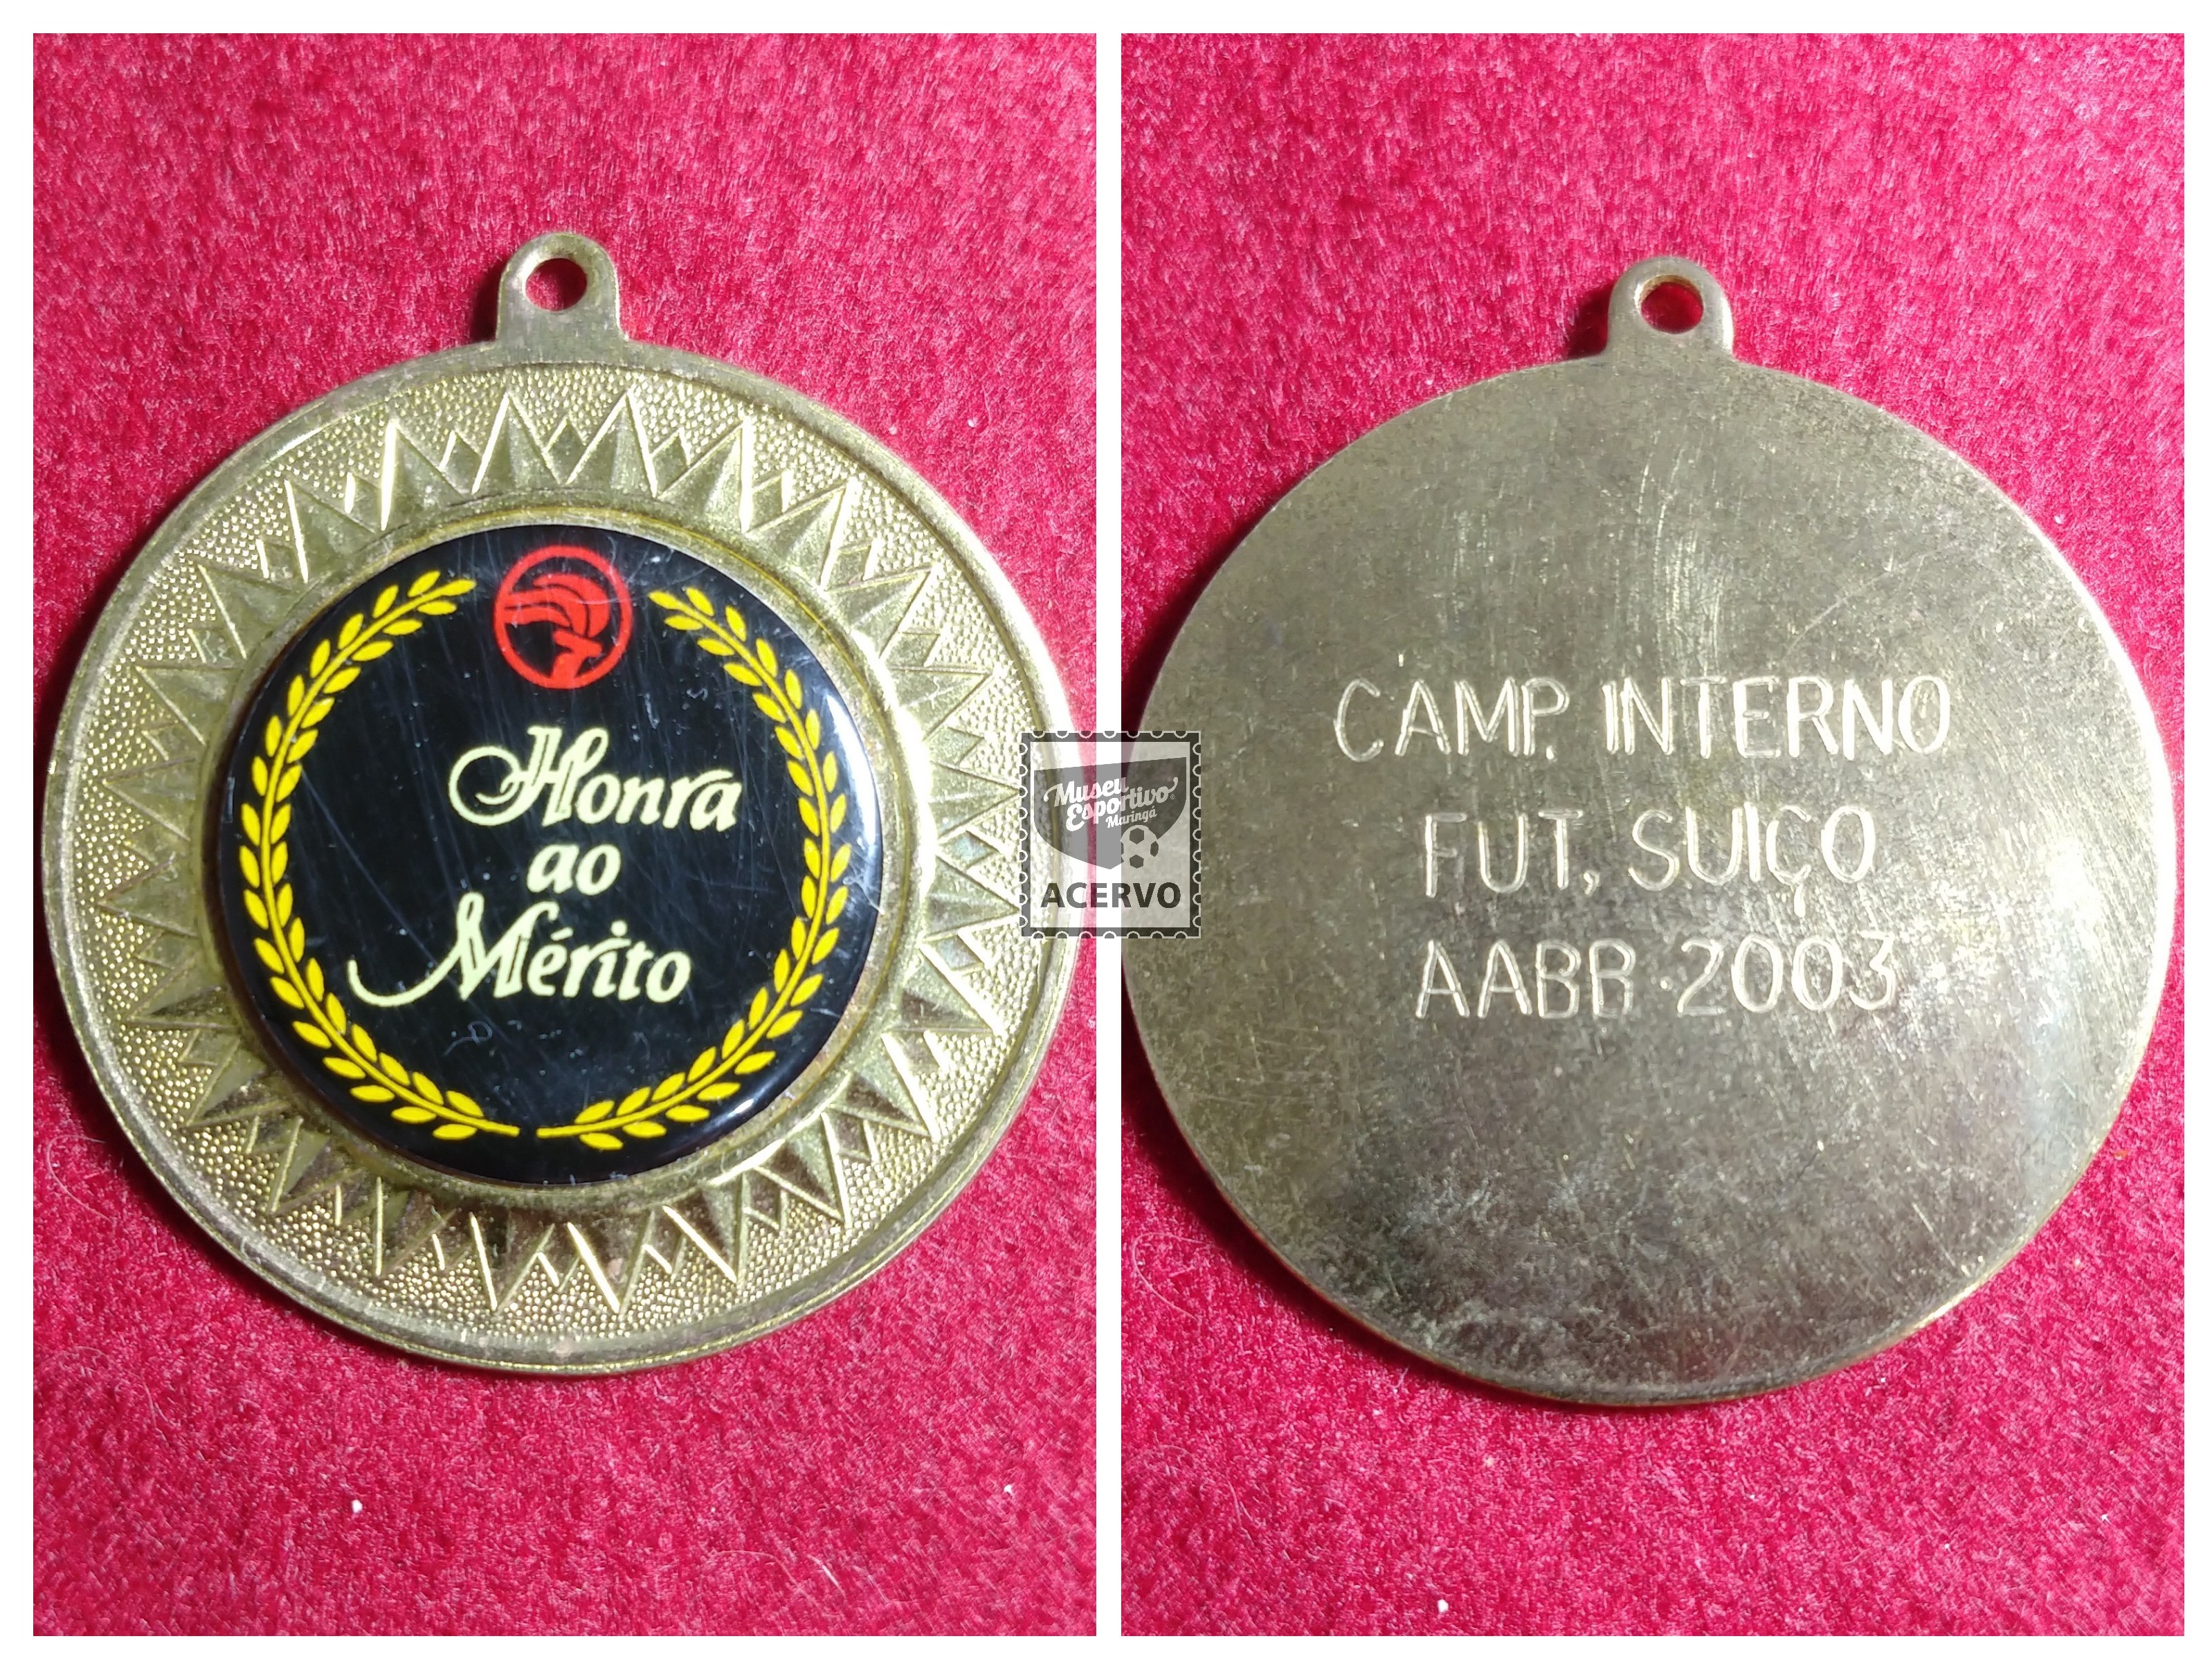 Honra
ao
Mérito
Museu
Esportivo
Maringá
ACERVO
CAMP. INTERNO
FUT. SUIÇO
AABB 2003